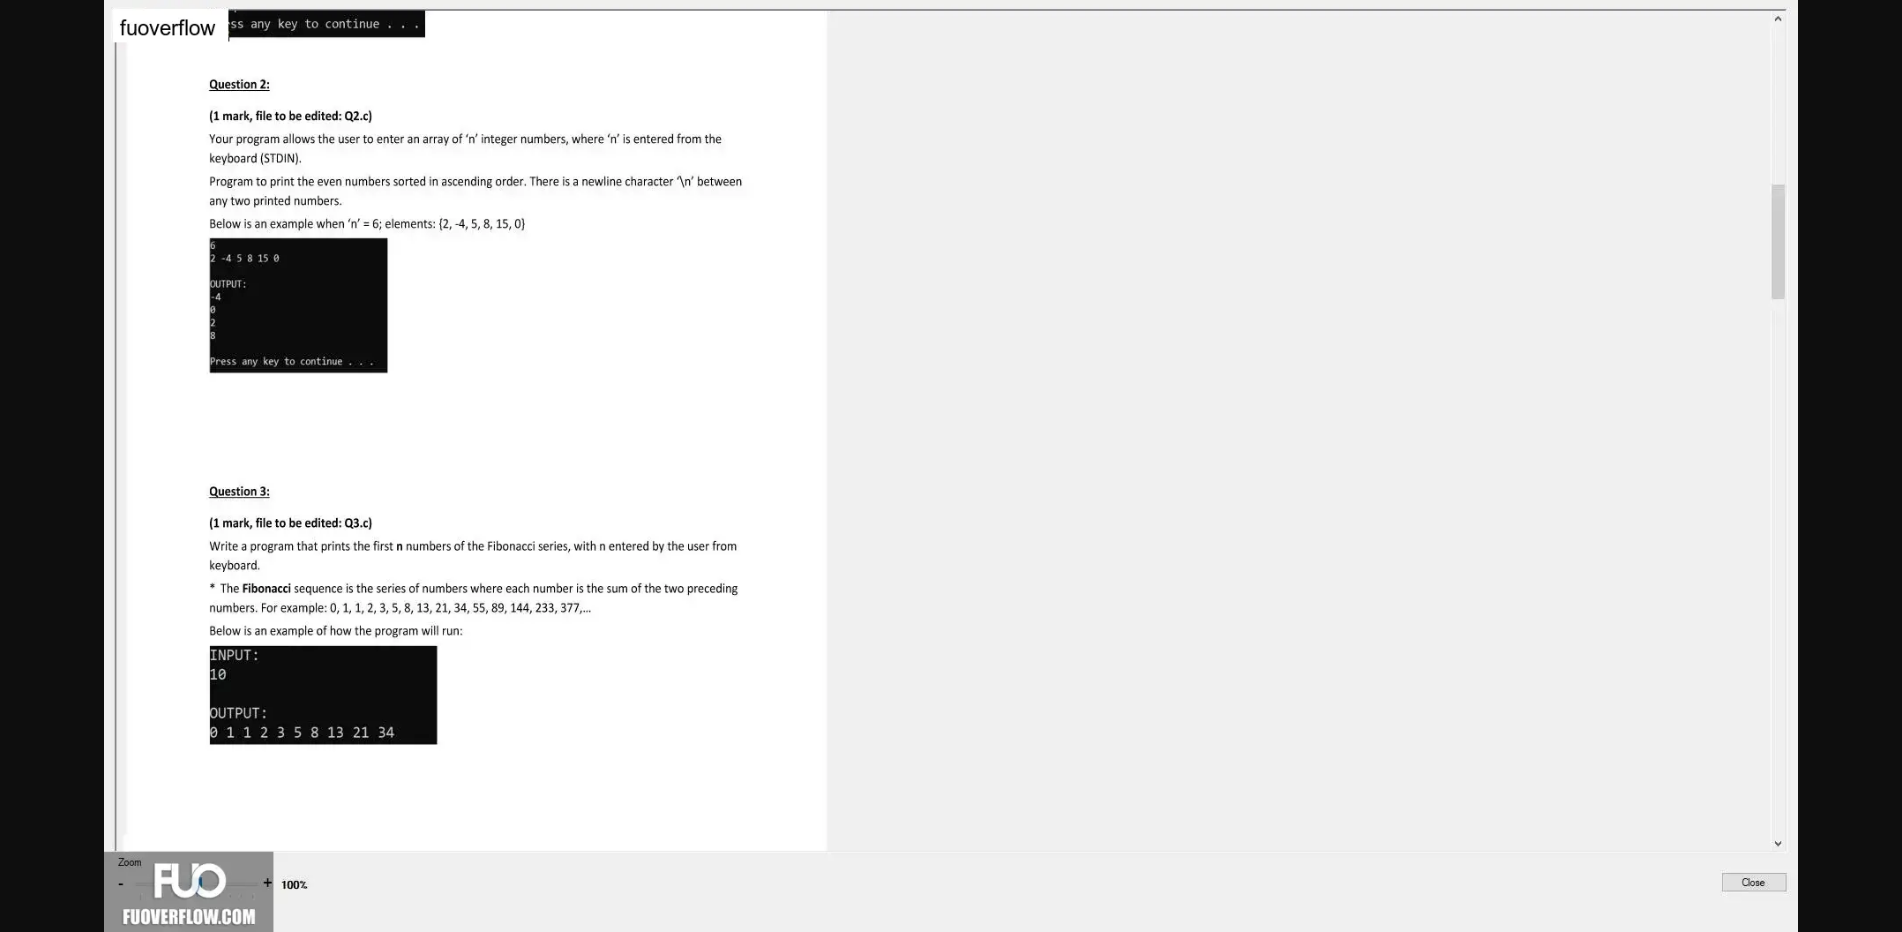 fuoverflow
ss any key to continue . . .
Question 2:
(1 mark, file to be edited: Q2.c)
Your program allows the user to enter an array of ‘n’ integer numbers, where ‘n’ is entered from the
keyboard (STDIN).
Program to print the even numbers sorted in ascending order. There is a newline character ‘\n’ between
any two printed numbers.
Below is an example when ‘n’ = 6; elements: {2, -4, 5, 8, 15, 0}
6
2 -4 5 8 15 0
OUTPUT:
-4
0
2
8
Press any key to continue . . .
Question 3:
(1 mark, file to be edited: Q3.c)
Write a program that prints the first n numbers of the Fibonacci series, with n entered by the user from
keyboard.
* The Fibonacci sequence is the series of numbers where each number is the sum of the two preceding
numbers. For example: 0, 1, 1, 2, 3, 5, 8, 13, 21, 34, 55, 89, 144, 233, 377,...
Below is an example of how the program will run:
INPUT:
10
OUTPUT:
0 1 1 2 3 5 8 13 21 34
Zoom
- + 100%
FUO
FUOVERFLOW.COM
Close